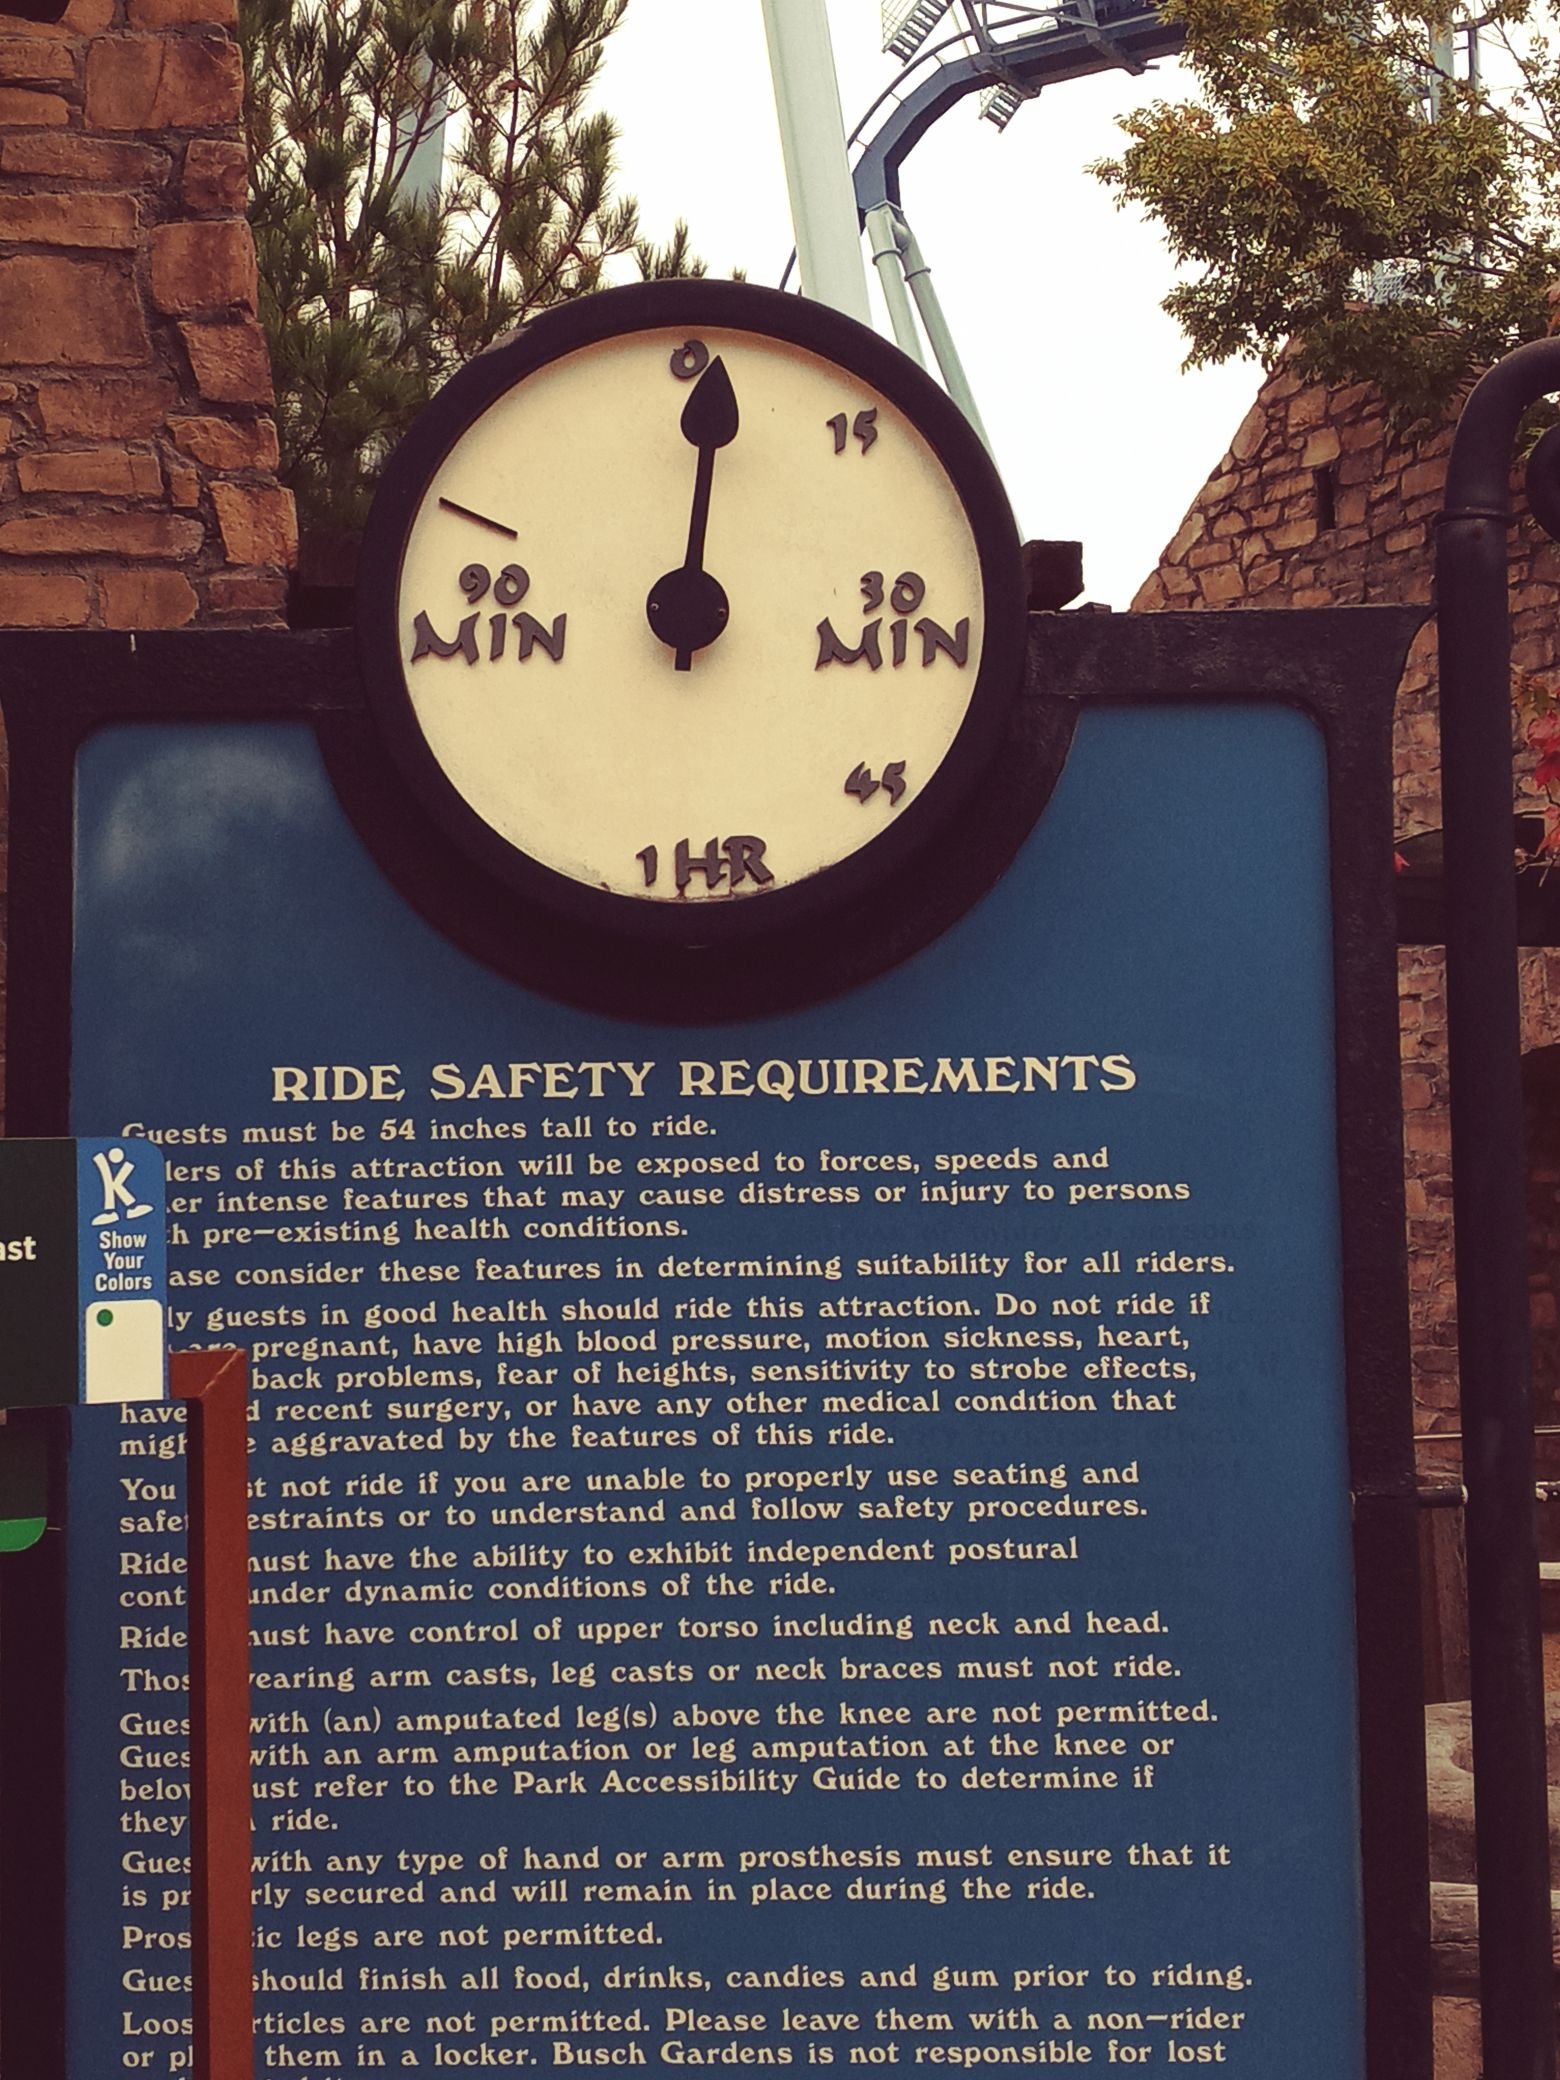 0
15
90 MIN
30 MIN
45
1 HR
RIDE SAFETY REQUIREMENTS
Guests must be 54 inches tall to ride.
of this attraction will be exposed to forces, speeds and
intense features that may cause distress or injury to persons
pre-existing health conditions.
consider these features in determining suitability for all riders.
guests in good health should ride this attraction. Do not ride if
pregnant, have high blood pressure, motion sickness, heart,
back problems, fear of heights, sensitivity to strobe effects,
have recent surgery, or have any other medical condition that
aggravated by the features of this ride.
You not ride if you are unable to properly use seating and
or to understand and follow safety procedures.
must have the ability to exhibit independent postural
under dynamic conditions of the ride.
must have control of upper torso including neck and head.
wearing arm casts, leg casts or neck braces must not ride.
with (an) amputated leg(s) above the knee are not permitted.
with an arm amputation or leg amputation at the knee or
must refer to the Park Accessibility Guide to determine if
they ride.
with any type of hand or arm prosthesis must ensure that it
is secured and will remain in place during the ride.
legs are not permitted.
should finish all food, drinks, candies and gum prior to riding.
are not permitted. Please leave them with a non-rider
or them in a locker. Busch Gardens is not responsible for lost
Show
Your
Colors